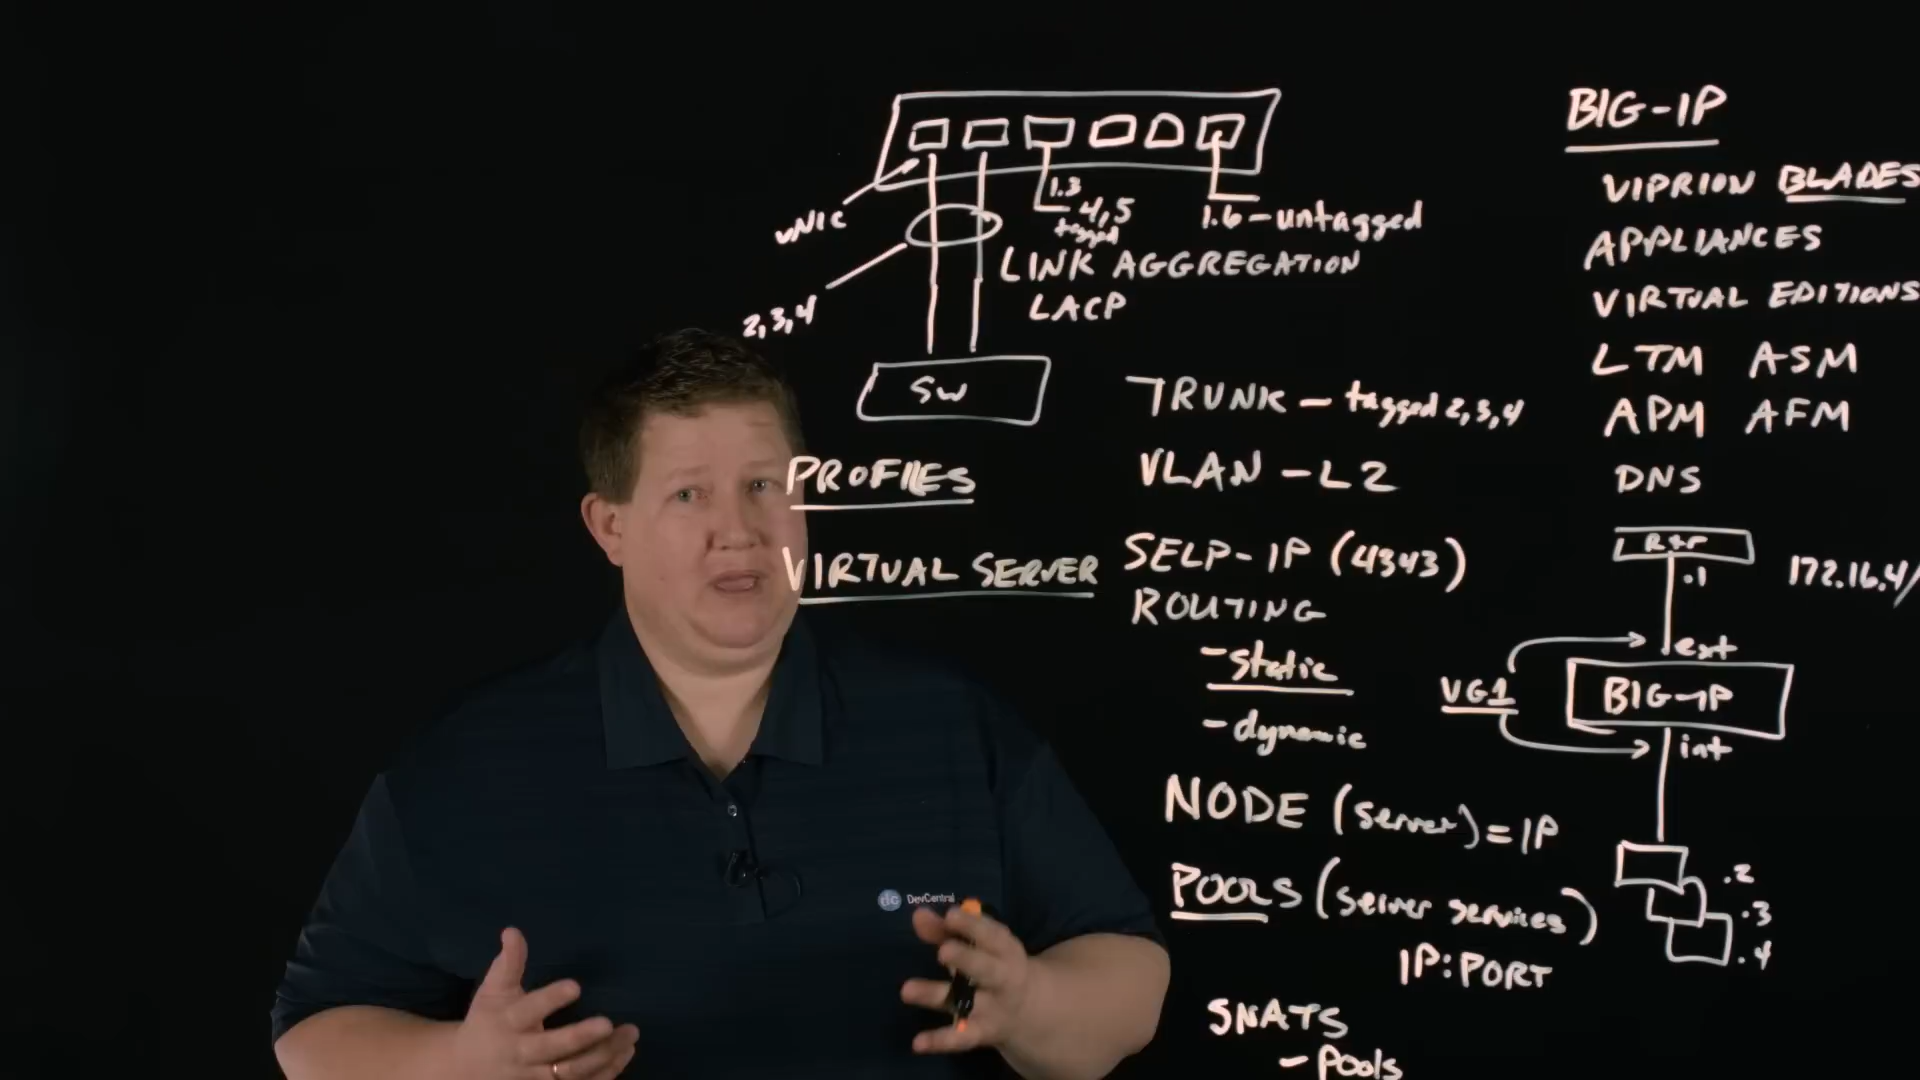 vNIC
1.3
4,5
tagged
1.6 - untagged
LINK AGGREGATION
LACP
2,3,4
SW
TRUNK - tagged 2,3,4
PROFILES
VLAN - L2
VIRTUAL SERVER
SELF-IP (4343)
ROUTING
- static
- dynamic
NODE (server) = IP
POOLS (server services)
IP:PORT
SNATS
- Pools
BIG-IP
VIPRION BLADES
APPLIANCES
VIRTUAL EDITIONS
LTM ASM
APM AFM
DNS
Rtr
.1
172.16.4/
ext
VG1
BIG-IP
int
.2
.3
.4
dc DevCentral